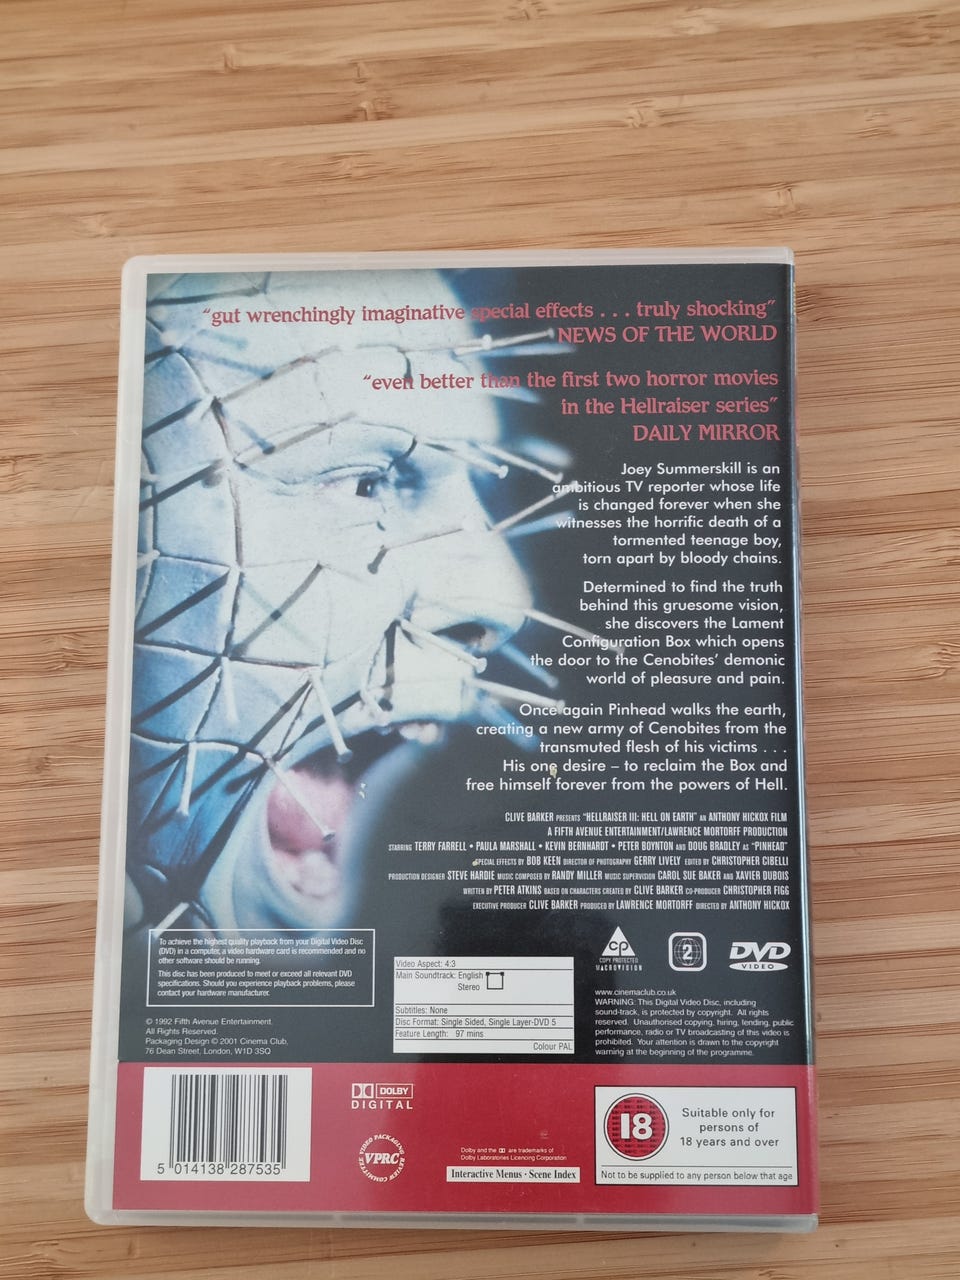 “gut wrenchingly imaginative special effects . . . truly shocking”
NEWS OF THE WORLD
“even better than the first two horror movies
in the Hellraiser series”
DAILY MIRROR
Joey Summerskill is an
ambitious TV reporter whose life
is changed forever when she
witnesses the horrific death of a
tormented teenage boy,
torn apart by bloody chains.
Determined to find the truth
behind this gruesome vision,
she discovers the Lament
Configuration Box which opens
the door to the Cenobites’ demonic
world of pleasure and pain.
Once again Pinhead walks the earth,
creating a new army of Cenobites from the
transmuted flesh of his victims . . .
His one desire – to reclaim the Box and
free himself forever from the powers of Hell.
CLIVE BARKER PRESENTS “HELLRAISER III: HELL ON EARTH” AN ANTHONY HICKOX FILM
A FIFTH AVENUE ENTERTAINMENT/LAWRENCE MORTORFF PRODUCTION
STARRING TERRY FARRELL • PAULA MARSHALL • KEVIN BERNHARDT • PETER BOYNTON AND DOUG BRADLEY AS “PINHEAD”
SPECIAL EFFECTS BY BOB KEEN DIRECTOR OF PHOTOGRAPHY GERRY LIVELY EDITED BY CHRISTOPHER CIBELLI
PRODUCTION DESIGNER STEVE HARDIE MUSIC COMPOSED BY RANDY MILLER MUSIC SUPERVISION CAROL SUE BAKER AND XAVIER DUBOIS
WRITTEN BY PETER ATKINS BASED ON CHARACTERS CREATED BY CLIVE BARKER CO-PRODUCER CHRISTOPHER FIGG
EXECUTIVE PRODUCER CLIVE BARKER PRODUCED BY LAWRENCE MORTORFF DIRECTED BY ANTHONY HICKOX
To achieve the highest quality playback from your Digital Video Disc
(DVD) in a computer, a video hardware card is recommended and no
other software should be running.
This disc has been produced to meet or exceed all relevant DVD
specifications. Should you experience playback problems, please
contact your hardware manufacturer.
© 1992 Fifth Avenue Entertainment.
All Rights Reserved.
Packaging Design © 2001 Cinema Club,
76 Dean Street, London, W1D 3SQ
Video Aspect: 4:3
Main Soundtrack: English
Stereo
Subtitles: None
Disc Format: Single Sided, Single Layer-DVD 5
Feature Length: 97 mins
Colour PAL
CP
COPY PROTECTED
MACROVISION
2
DVD
VIDEO
www.cinemaclub.co.uk
WARNING: This Digital Video Disc, including
sound-track, is protected by copyright. All rights
reserved. Unauthorised copying, hiring, lending, public
performance, radio or TV broadcasting of this video is
prohibited. Your attention is drawn to the copyright
warning at the beginning of the programme.
5 014138 287535
DOLBY
DIGITAL
VIDEO PACKAGING REVIEW COMMITTEE
VPRC
Dolby and the are trademarks of
Dolby Laboratories Licencing Corporation
Interactive Menus · Scene Index
18
Suitable only for
persons of
18 years and over
Not to be supplied to any person below that age